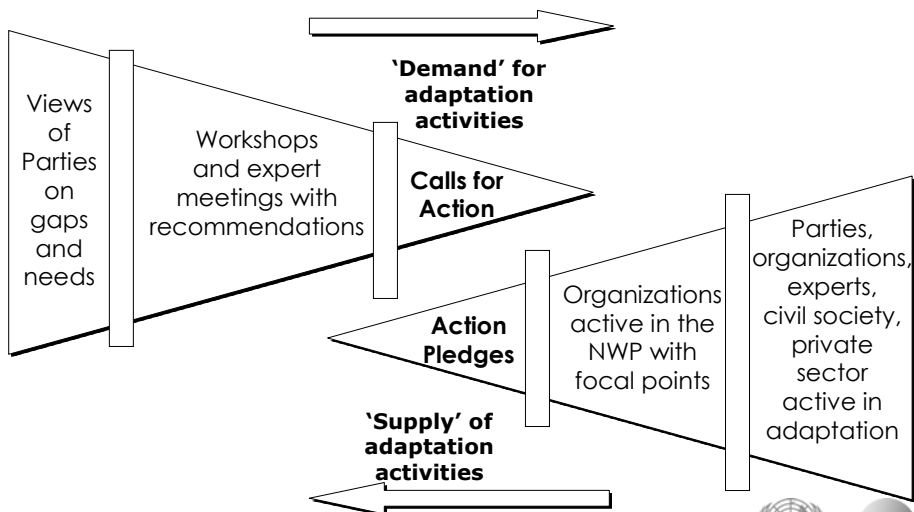 ‘Demand’ for
adaptation
activities
Views
of
Parties
on
gaps
and
needs
Workshops
and expert
meetings with
recommendations
Calls for
Action
Action
Pledges
Organizations
active in the
NWP with
focal points
Parties,
organizations,
experts,
civil society,
private
sector
active in
adaptation
‘Supply’ of
adaptation
activities